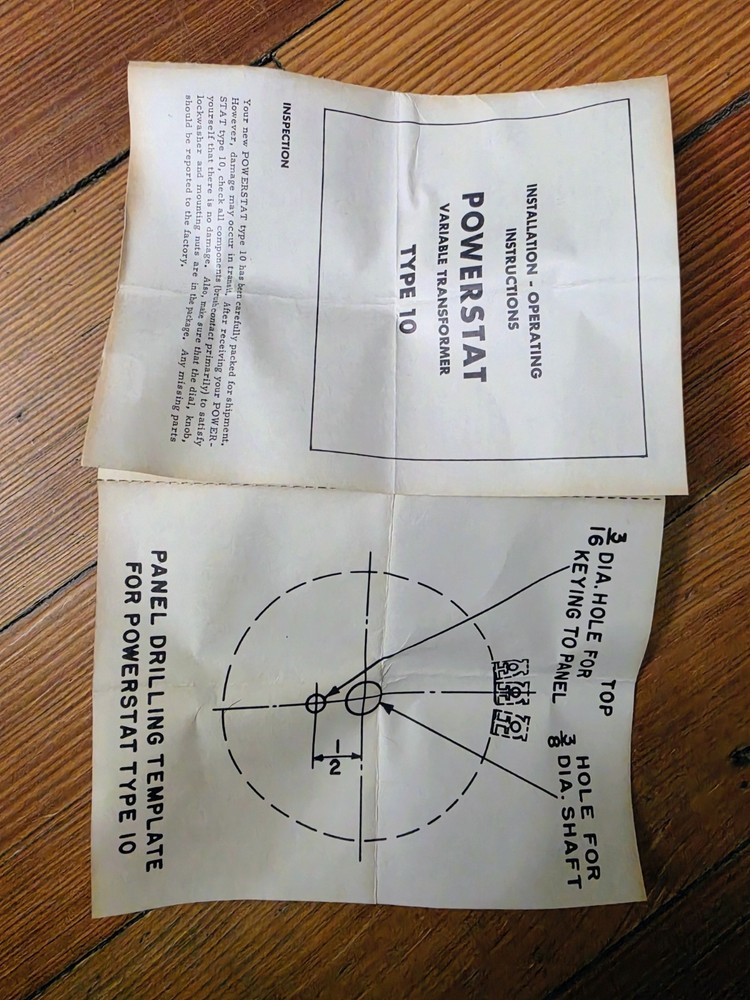 INSTALLATION - OPERATING
INSTRUCTIONS
POWERSTAT
VARIABLE TRANSFORMER
TYPE 10
INSPECTION
Your new POWERSTAT type 10 has been carefully packed for shipment.
However, damage may occur in transit. After receiving your POWER-
STAT type 10, check all components (brush contact primarily) to satisfy
yourself that there is no damage. Also, make sure that the dial, knob,
lockwasher and mounting nuts are in the package. Any missing parts
should be reported to the factory.
TOP
3/16 DIA. HOLE FOR
KEYING TO PANEL
HOLE FOR
3/8 DIA. SHAFT
1/2
PANEL DRILLING TEMPLATE
FOR POWERSTAT TYPE 10